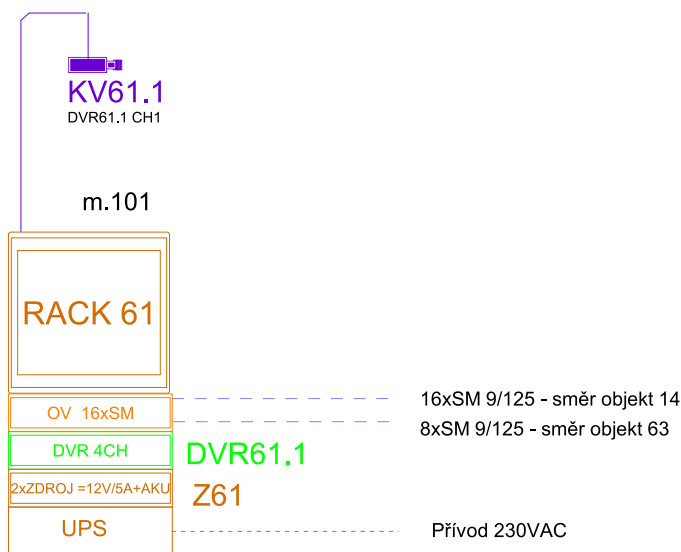 KV61.1
DVR61.1 CH1
m.101
RACK 61
16xSM 9/125 - směr objekt 14
OV 16xSM
8xSM 9/125 - směr objekt 63
DVR 4CH
DVR61.1
2xZDROJ =12V/5A+AKU
Z61
UPS
Přívod 230VAC